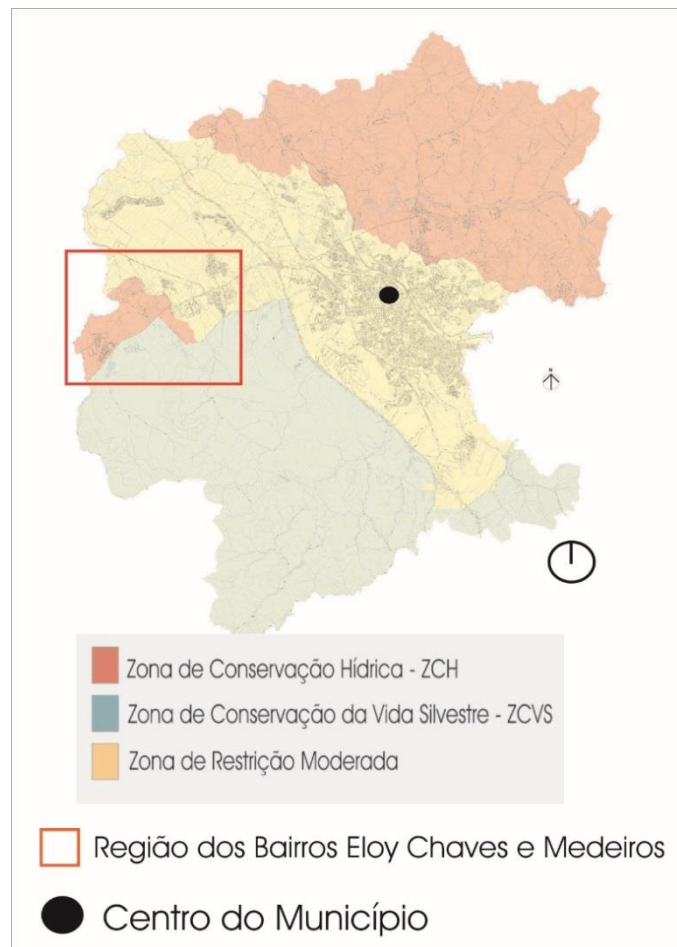 Zona de Conservação Hídrica - ZCH
Zona de Conservação da Vida Silvestre - ZCVS
Zona de Restrição Moderada
Região dos Bairros Eloy Chaves e Medeiros
Centro do Município